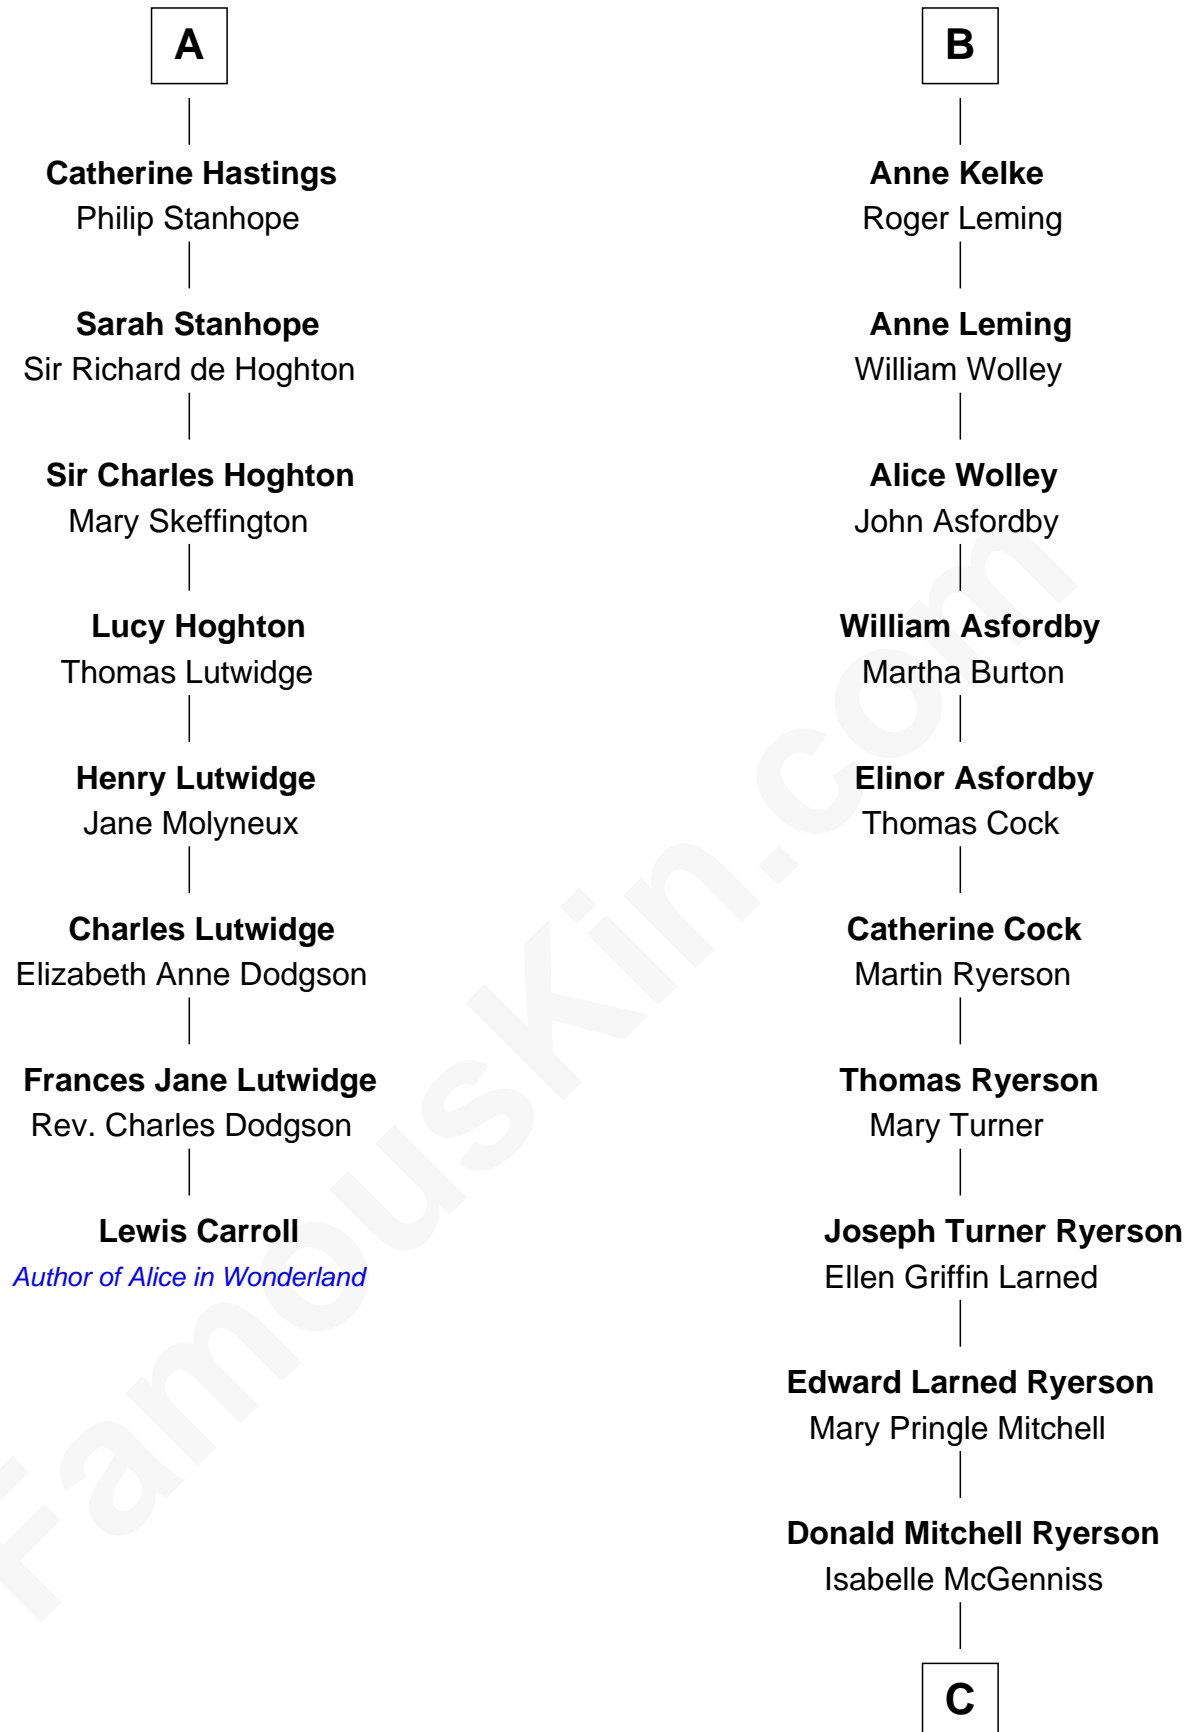 A
Catherine Hastings
Philip Stanhope
Sarah Stanhope
Sir Richard de Hoghton
Sir Charles Hoghton
Mary Skeffington
Lucy Hoghton
Thomas Lutwidge
Henry Lutwidge
Jane Molyneux
Charles Lutwidge
Elizabeth Anne Dodgson
Frances Jane Lutwidge
Rev. Charles Dodgson
Lewis Carroll
Author of Alice in Wonderland
B
Anne Kelke
Roger Leming
Anne Leming
William Wolley
Alice Wolley
John Asfordby
William Asfordby
Martha Burton
Elinor Asfordby
Thomas Cock
Catherine Cock
Martin Ryerson
Thomas Ryerson
Mary Turner
Joseph Turner Ryerson
Ellen Griffin Larned
Edward Larned Ryerson
Mary Pringle Mitchell
Donald Mitchell Ryerson
Isabelle McGenniss
C
FamousKin.com